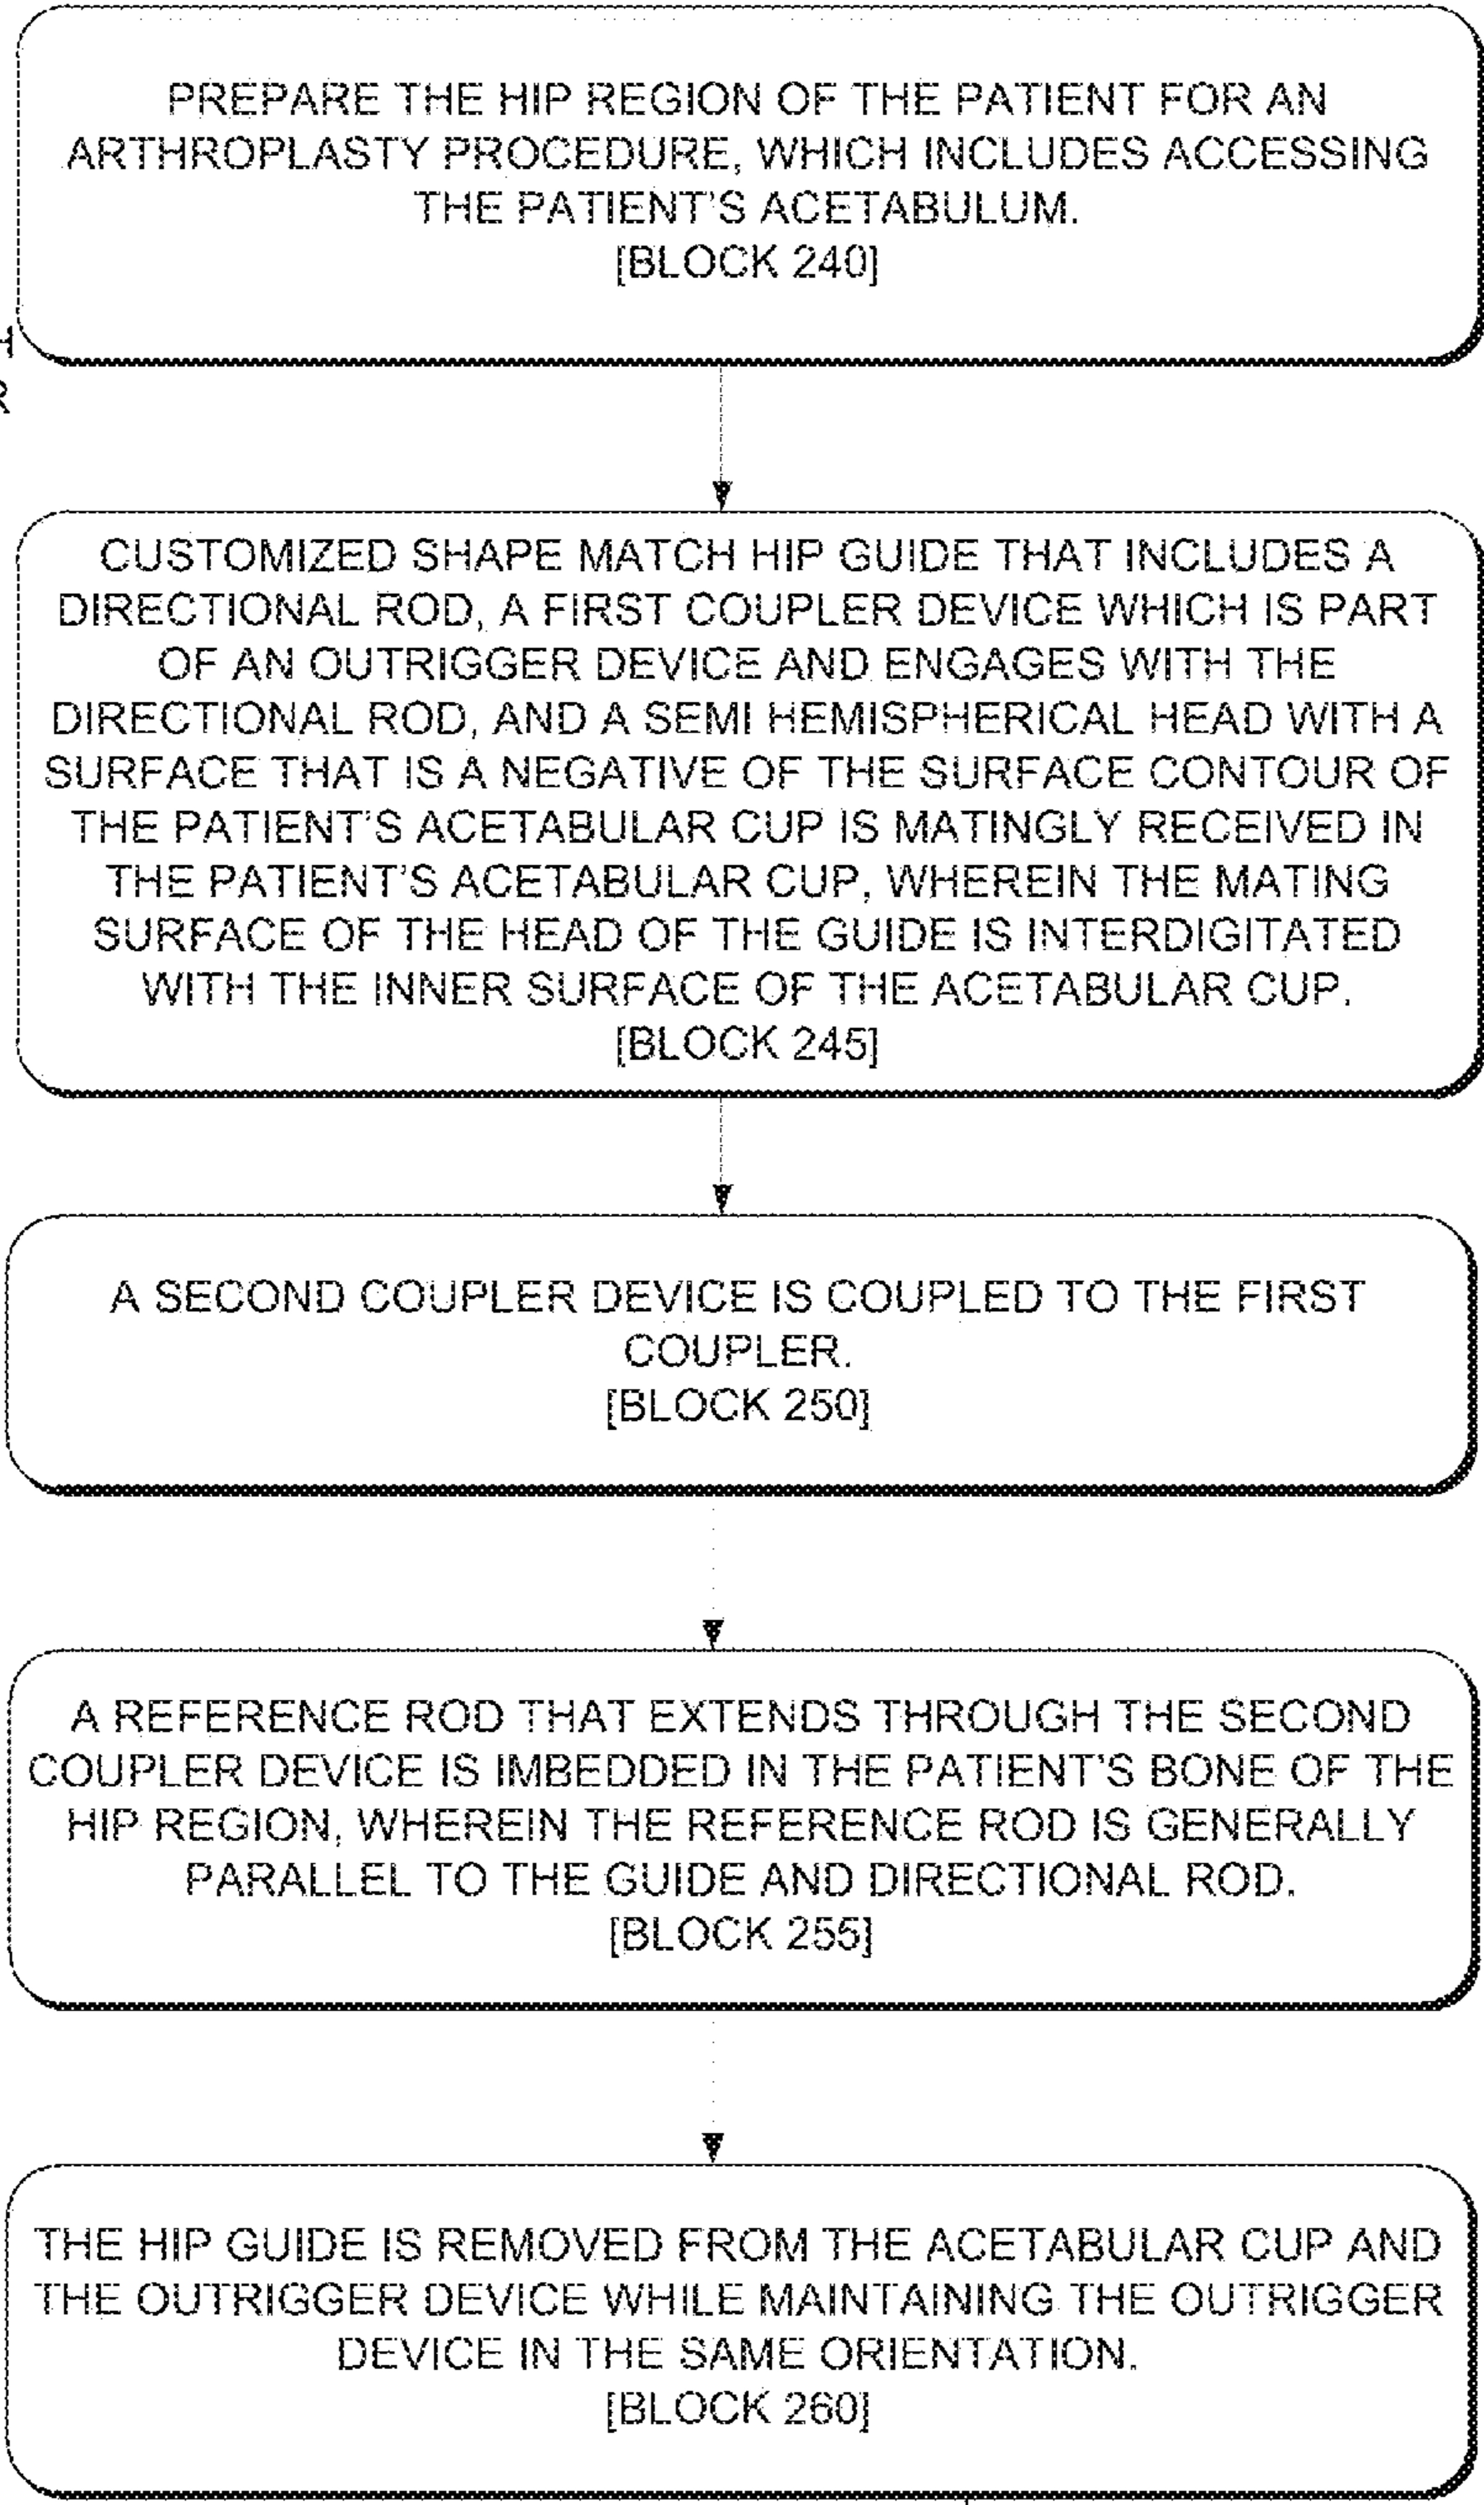 PREPARE THE HIP REGION OF THE PATIENT FOR AN
ARTHROPLASTY PROCEDURE, WHICH INCLUDES ACCESSING
THE PATIENT'S ACETABULUM.
[BLOCK 240]
H
R
CUSTOMIZED SHAPE MATCH HIP GUIDE THAT INCLUDES A
DIRECTIONAL ROD, A FIRST COUPLER DEVICE WHICH IS PART
OF AN OUTRIGGER DEVICE AND ENGAGES WITH THE
DIRECTIONAL ROD, AND A SEMI HEMISPHERICAL HEAD WITH A
SURFACE THAT IS A NEGATIVE OF THE SURFACE CONTOUR OF
THE PATIENT'S ACETABULAR CUP IS MATINGLY RECEIVED IN
THE PATIENT'S ACETABULAR CUP, WHEREIN THE MATING
SURFACE OF THE HEAD OF THE GUIDE IS INTERDIGITATED
WITH THE INNER SURFACE OF THE ACETABULAR CUP.
[BLOCK 245]
A SECOND COUPLER DEVICE IS COUPLED TO THE FIRST
COUPLER.
[BLOCK 250]
A REFERENCE ROD THAT EXTENDS THROUGH THE SECOND
COUPLER DEVICE IS IMBEDDED IN THE PATIENT'S BONE OF THE
HIP REGION, WHEREIN THE REFERENCE ROD IS GENERALLY
PARALLEL TO THE GUIDE AND DIRECTIONAL ROD.
[BLOCK 255]
THE HIP GUIDE IS REMOVED FROM THE ACETABULAR CUP AND
THE OUTRIGGER DEVICE WHILE MAINTAINING THE OUTRIGGER
DEVICE IN THE SAME ORIENTATION.
[BLOCK 260]